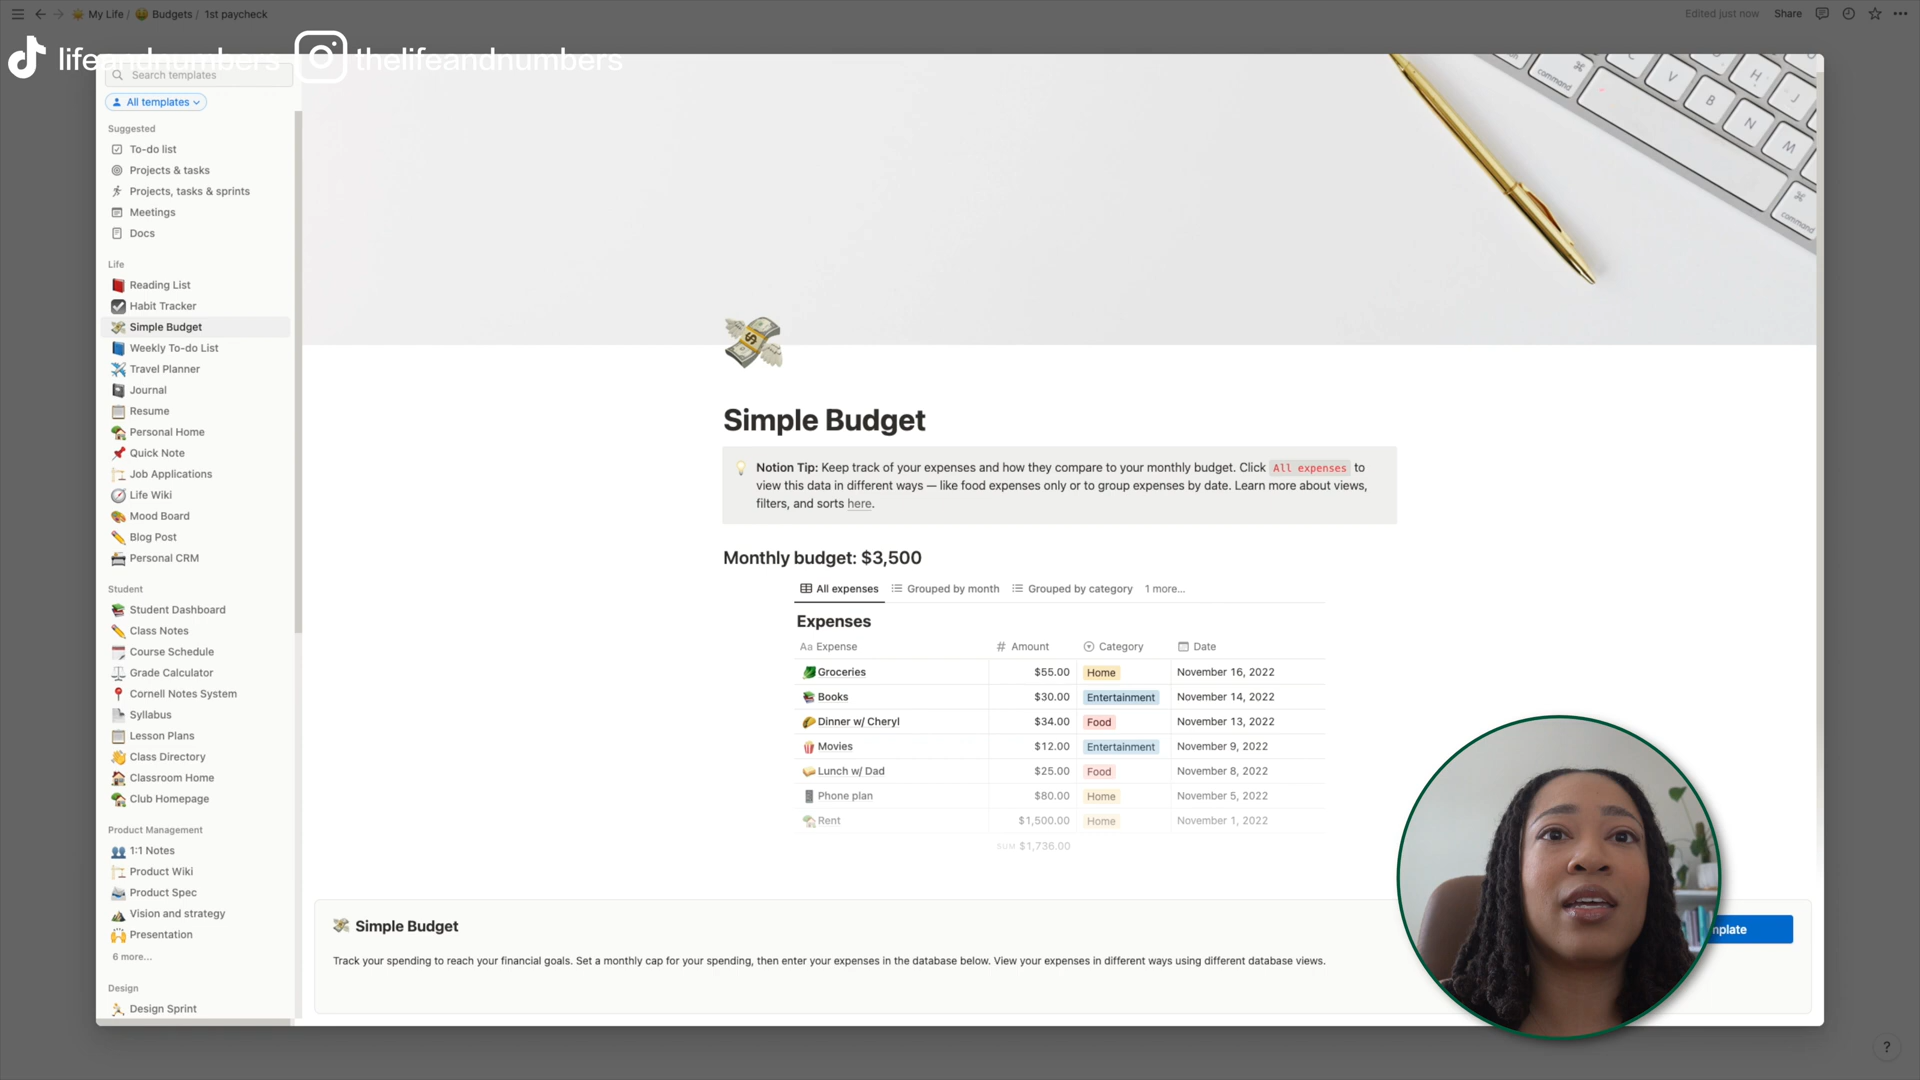 My Life / Budgets / 1st paycheck
Edited just now Share
lifeandnumbers thelifeandnumbers
Search templates
All templates
Suggested
To-do list
Projects & tasks
Projects, tasks & sprints
Meetings
Docs
Life
Reading List
Habit Tracker
Simple Budget
Weekly To-do List
Travel Planner
Journal
Resume
Personal Home
Quick Note
Job Applications
Life Wiki
Mood Board
Blog Post
Personal CRM
Student
Student Dashboard
Class Notes
Course Schedule
Grade Calculator
Cornell Notes System
Syllabus
Lesson Plans
Class Directory
Classroom Home
Club Homepage
Product Management
1:1 Notes
Product Wiki
Product Spec
Vision and strategy
Presentation
6 more...
Design
Design Sprint
command
command
C
V
B
N
M
H
J
Simple Budget
Notion Tip: Keep track of your expenses and how they compare to your monthly budget. Click All expenses to
view this data in different ways — like food expenses only or to group expenses by date. Learn more about views,
filters, and sorts here.
Monthly budget: $3,500
All expenses Grouped by month Grouped by category 1 more...
Expenses
Aa Expense # Amount Category Date
Groceries $55.00 Home November 16, 2022
Books $30.00 Entertainment November 14, 2022
Dinner w/ Cheryl $34.00 Food November 13, 2022
Movies $12.00 Entertainment November 9, 2022
Lunch w/ Dad $25.00 Food November 8, 2022
Phone plan $80.00 Home November 5, 2022
Rent $1,500.00 Home November 1, 2022
SUM $1,736.00
Simple Budget
mplate
Track your spending to reach your financial goals. Set a monthly cap for your spending, then enter your expenses in the database below. View your expenses in different ways using different database views.
?